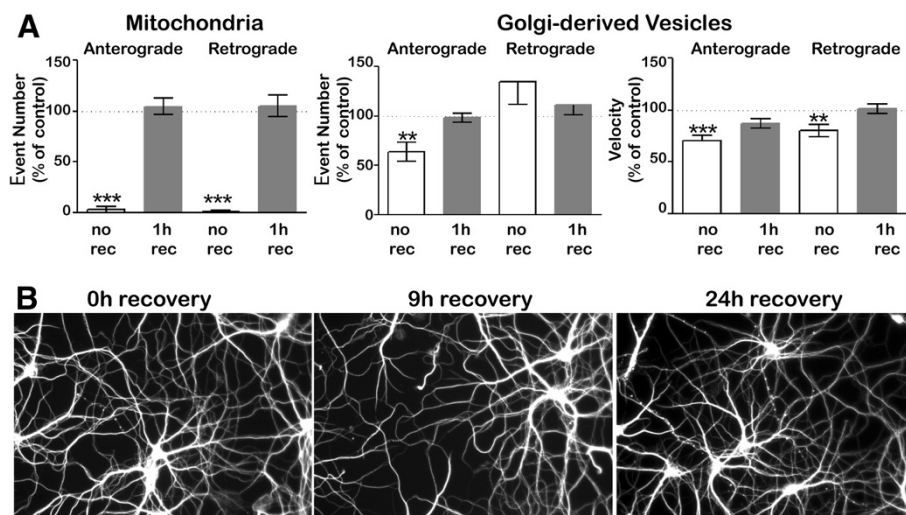 A
Mitochondria
Golgi-derived Vesicles
Anterograde Retrograde
Event Number
(% of control)
150
100
50
0
***
***
no rec
1h rec
no rec
1h rec
Anterograde Retrograde
Event Number
(% of control)
150
100
50
0
**
no rec
1h rec
no rec
1h rec
Anterograde Retrograde
Velocity
(% of control)
150
100
50
0
***
**
no rec
1h rec
no rec
1h rec
B
0h recovery
9h recovery
24h recovery